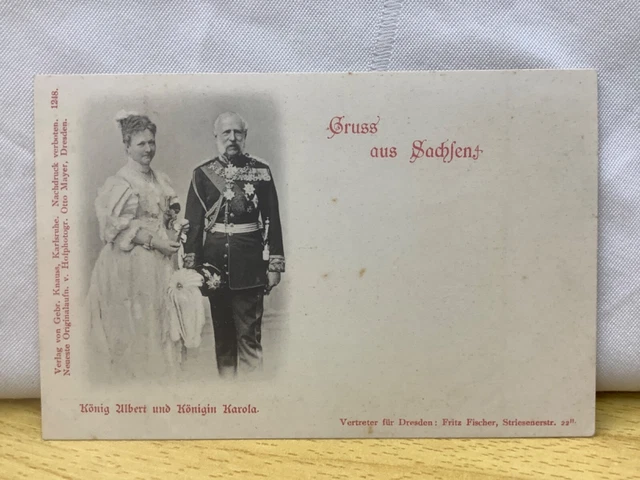 Gruss
aus Sachsen
Verlag von Gebr. Knauss, Karlsruhe. Nachdruck verboten. 1248.
Neueste Originalaufn. v. Hofphotogr. Otto Mayer, Dresden.
König Albert und Königin Karola.
Vertreter für Dresden: Fritz Fischer, Striesenerstr. 22II.